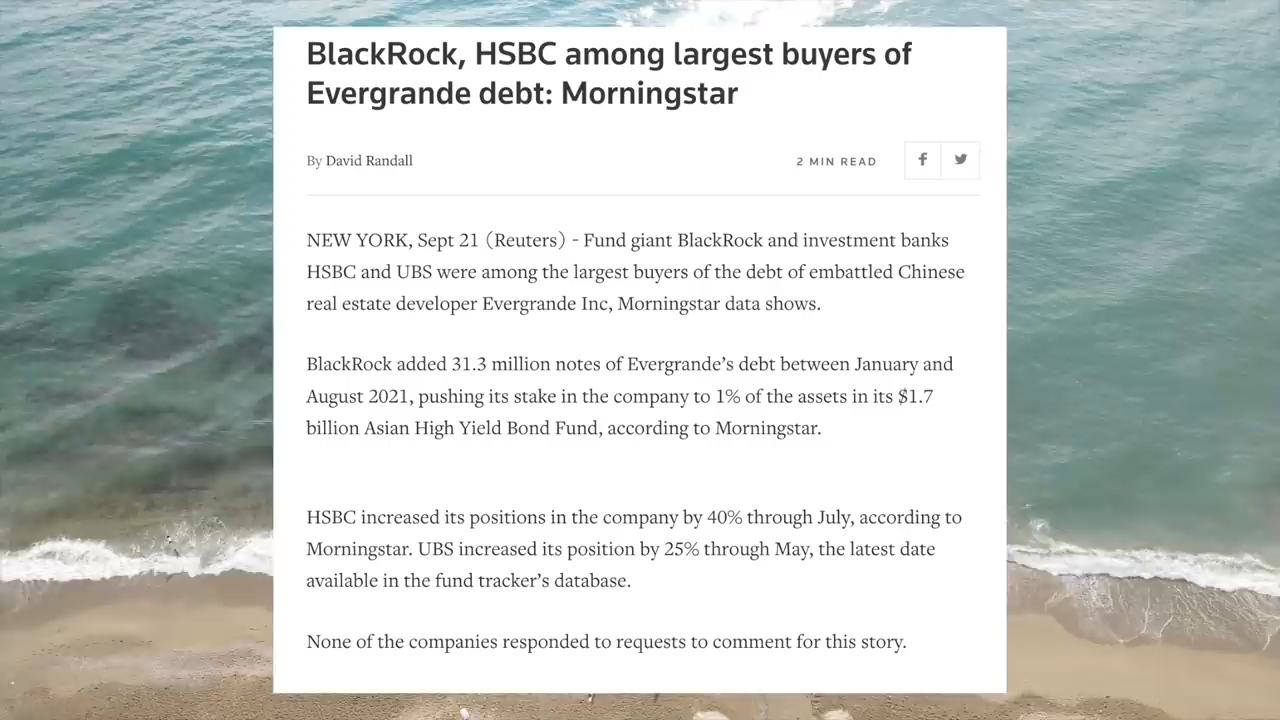 BlackRock, HSBC among largest buyers of
Evergrande debt: Morningstar
By David Randall
2 MIN READ
NEW YORK, Sept 21 (Reuters) - Fund giant BlackRock and investment banks
HSBC and UBS were among the largest buyers of the debt of embattled Chinese
real estate developer Evergrande Inc, Morningstar data shows.
BlackRock added 31.3 million notes of Evergrande’s debt between January and
August 2021, pushing its stake in the company to 1% of the assets in its $1.7
billion Asian High Yield Bond Fund, according to Morningstar.
HSBC increased its positions in the company by 40% through July, according to
Morningstar. UBS increased its position by 25% through May, the latest date
available in the fund tracker’s database.
None of the companies responded to requests to comment for this story.